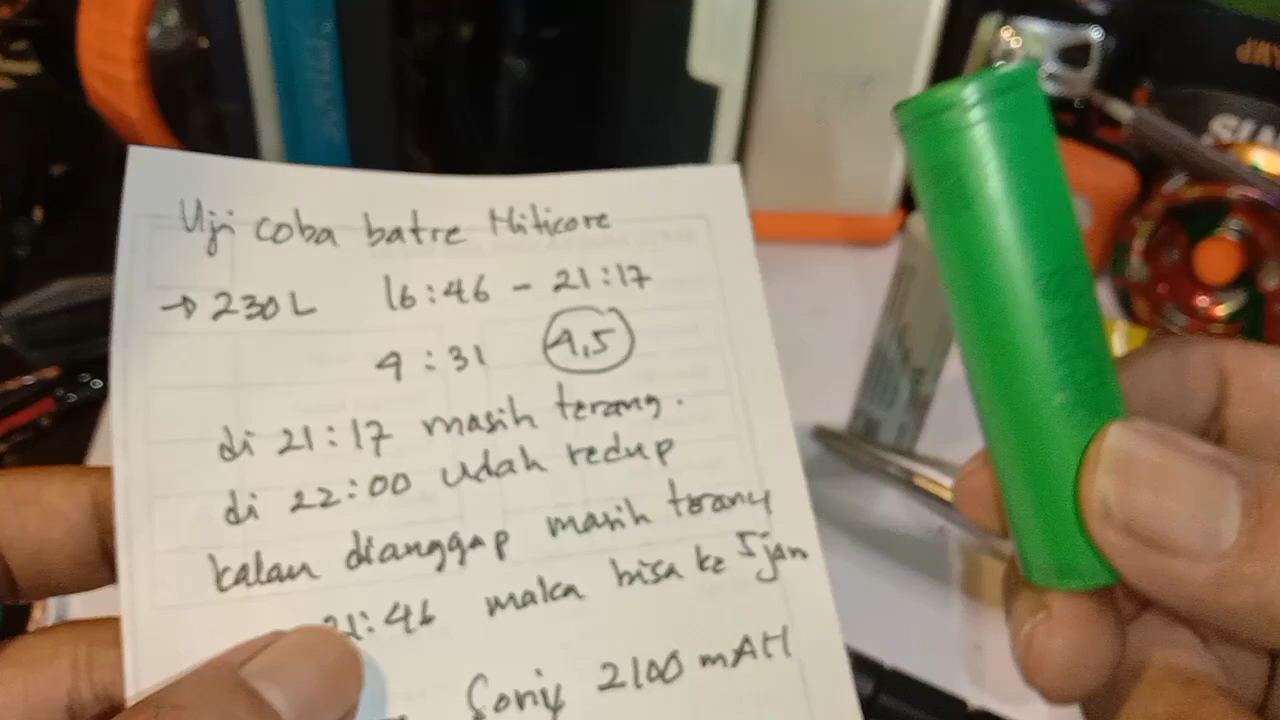 Uji coba batre Hiticore
→ 230L 16:46 - 21:17
4:31 4,5
di 21:17 masih terang.
di 22:00 udah redup
kalau dianggap masih terang
21:46 maka bisa ke 5 jam
Sony 2100 mAH